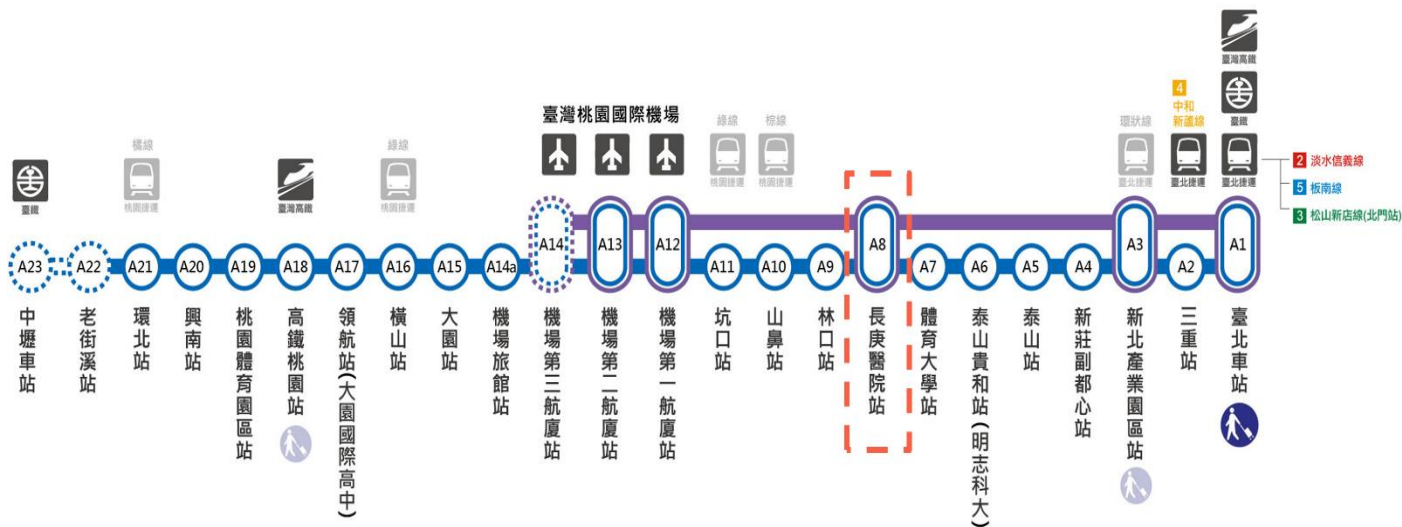 臺灣高鐵
臺鐵
臺北捷運
2 淡水信義線
5 板南線
3 松山新店線(北門站)
4
中和
新蘆線
臺北捷運
環狀線
臺北捷運
棕線
桃園捷運
綠線
桃園捷運
臺灣桃園國際機場
綠線
桃園捷運
臺灣高鐵
橘線
桃園捷運
臺鐵
A23
A22
A21
A20
A19
A18
A17
A16
A15
A14a
A14
A13
A12
A11
A10
A9
A8
A7
A6
A5
A4
A3
A2
A1
中壢車站
老街溪站
環北站
興南站
桃園體育園區站
高鐵桃園站
領航站(大園國際高中)
橫山站
大園站
機場旅館站
機場第三航廈站
機場第二航廈站
機場第一航廈站
坑口站
山鼻站
林口站
長庚醫院站
體育大學站
泰山貴和站(明志科大)
泰山站
新莊副都心站
新北產業園區站
三重站
臺北車站